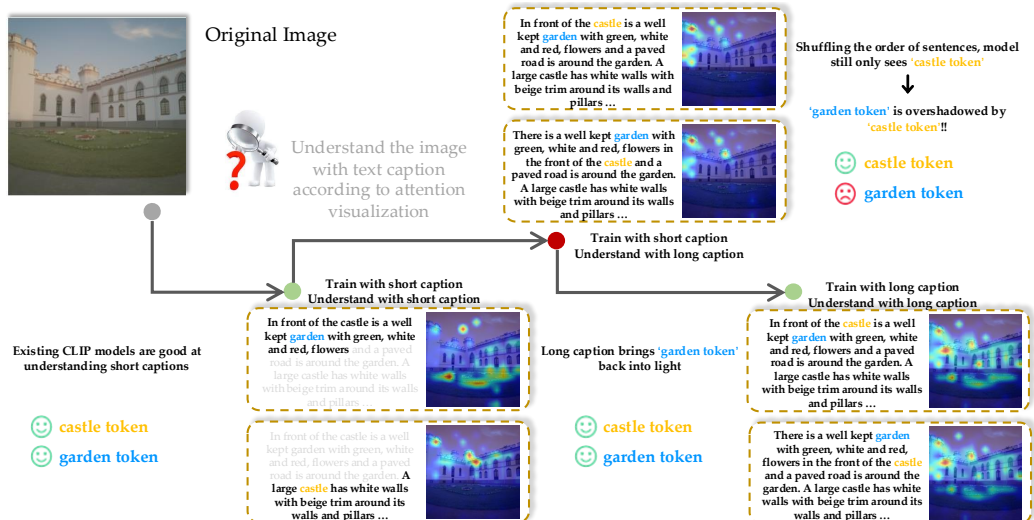 Original Image
?
Understand the image
with text caption
according to attention
visualization
In front of the castle is a well
kept garden with green, white
and red, flowers and a paved
road is around the garden. A
large castle has white walls with
beige trim around its walls and
pillars ...
There is a well kept garden with
green, white and red, flowers in
the front of the castle and a
paved road is around the garden.
A large castle has white walls
with beige trim around its walls
and pillars ...
Shuffling the order of sentences, model
still only sees 'castle token'
'garden token' is overshadowed by
'castle token'!!
castle token
garden token
Train with short caption
Understand with long caption
Train with short caption
Understand with short caption
Train with long caption
Understand with long caption
Existing CLIP models are good at
understanding short captions
castle token
garden token
In front of the castle is a well
kept garden with green, white
and red, flowers and a paved
road is around the garden. A
large castle has white walls
with beige trim around its walls
and pillars ...
In front of the castle is a well
kept garden with green, white
and red, flowers and a paved
road is around the garden. A
large castle has white walls
with beige trim around its
walls and pillars ...
Long caption brings 'garden token'
back into light
castle token
garden token
In front of the castle is a well
kept garden with green, white
and red, flowers and a paved
road is around the garden. A
large castle has white walls
with beige trim around its walls
and pillars ...
There is a well kept garden
with green, white and red,
flowers in the front of the castle
and a paved road is around the
garden. A large castle has white
walls with beige trim around its
walls and pillars ...